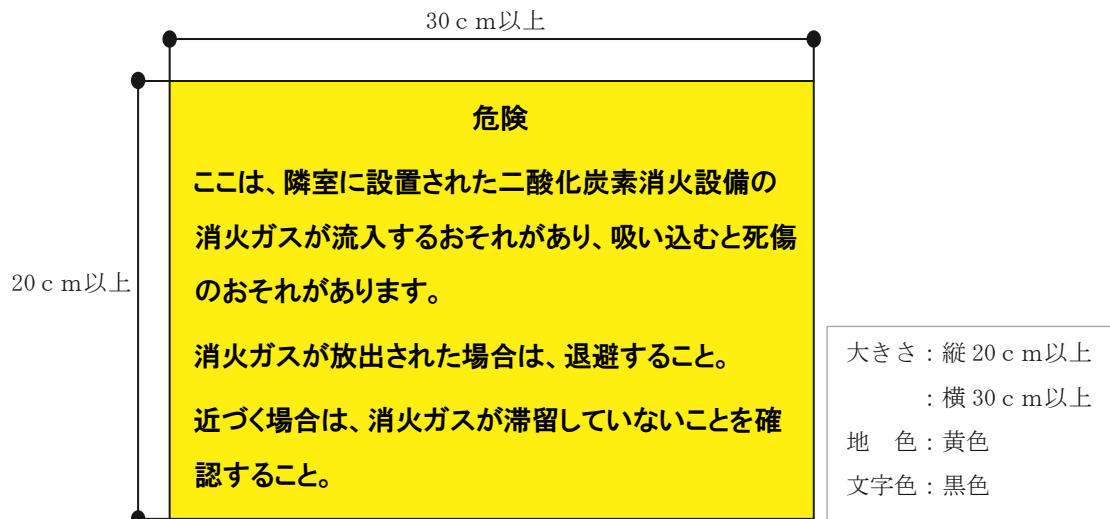 30ｃｍ以上
危険
ここは、隣室に設置された二酸化炭素消火設備の
消火ガスが流入するおそれがあり、吸い込むと死傷
のおそれがあります。
消火ガスが放出された場合は、退避すること。
近づく場合は、消火ガスが滞留していないことを確
認すること。
20ｃｍ以上
大きさ：縦20ｃｍ以上
：横30ｃｍ以上
地　色：黄色
文字色：黒色